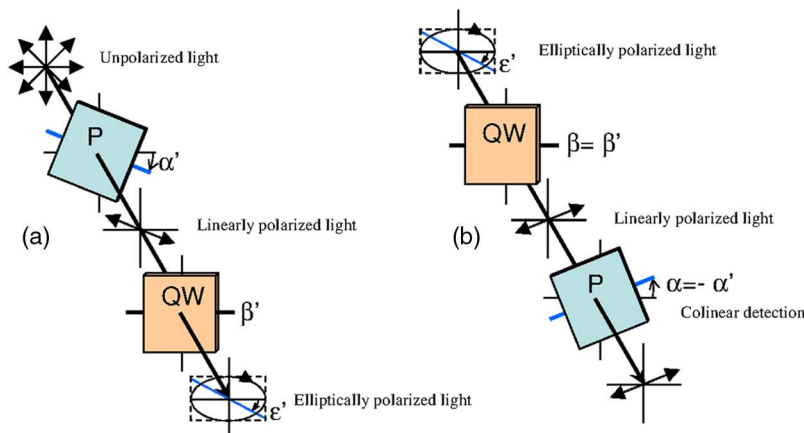 Unpolarized light
P
α’
Linearly polarized light
(a)
QW
β’
ε’
Elliptically polarized light
Elliptically polarized light
ε’
QW
β= β’
Linearly polarized light
(b)
P
α=- α’
Colinear detection